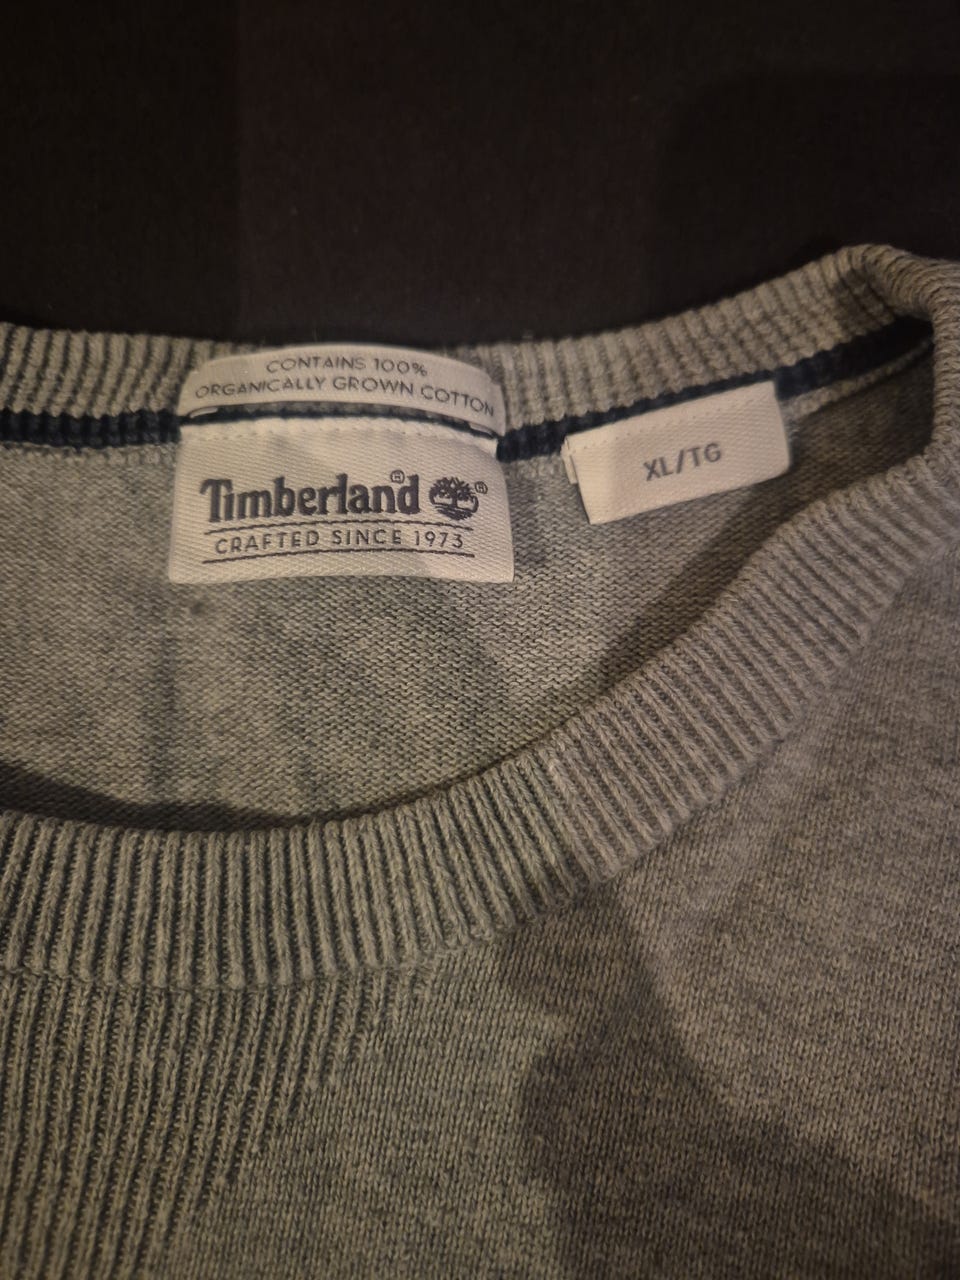 CONTAINS 100%
ORGANICALLY GROWN COTTON
Timberland® ®
CRAFTED SINCE 1973
XL/TG